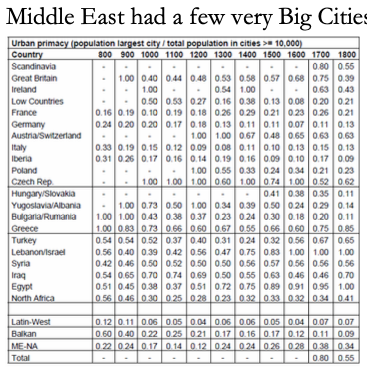 Middle East had a few very Big Cities
Urban primacy (population largest city / total population in cities >= 10,000)
Country 800 900 1000 1100 1200 1300 1400 1500 1600 1700 1800
Scandinavia - - - - - - - - - 0.80 0.55
Great Britain - 1.00 0.40 0.44 0.48 0.53 0.58 0.57 0.68 0.75 0.39
Ireland - - 1.00 - - 0.54 1.00 - - 0.63 0.43
Low Countries - - 0.50 0.53 0.27 0.16 0.38 0.13 0.08 0.20 0.21
France 0.16 0.19 0.10 0.19 0.18 0.26 0.29 0.21 0.23 0.26 0.21
Germany 0.24 0.20 0.20 0.17 0.18 0.13 0.11 0.11 0.07 0.11 0.13
Austria/Switzerland - - - - 1.00 1.00 0.67 0.48 0.65 0.63 0.63
Italy 0.33 0.19 0.15 0.12 0.09 0.08 0.11 0.10 0.13 0.15 0.13
Iberia 0.31 0.26 0.17 0.16 0.14 0.19 0.16 0.09 0.10 0.17 0.09
Poland - - - - 1.00 0.55 0.33 0.24 0.34 0.21 0.23
Czech Rep. - - 1.00 1.00 1.00 0.60 1.00 0.74 1.00 0.52 0.62
Hungary/Slovakia - - - - - - - 0.41 0.38 0.35 0.11
Yugoslavia/Albania - 1.00 0.73 0.50 1.00 0.34 0.39 0.50 0.24 0.29 0.14
Bulgaria/Rumania 1.00 1.00 0.43 0.38 0.37 0.23 0.24 0.30 0.18 0.20 0.11
Greece 1.00 0.83 0.73 0.66 0.60 0.67 0.55 0.66 0.60 0.75 0.85
Turkey 0.54 0.54 0.52 0.37 0.40 0.31 0.24 0.32 0.56 0.67 0.65
Lebanon/Israel 0.56 0.40 0.39 0.42 0.56 0.47 0.75 0.83 1.00 1.00 1.00
Syria 0.42 0.46 0.50 0.52 0.50 0.50 0.56 0.57 0.56 0.56 0.56
Iraq 0.54 0.65 0.70 0.74 0.69 0.50 0.55 0.63 0.46 0.46 0.70
Egypt 0.51 0.45 0.38 0.37 0.51 0.72 0.75 0.89 0.91 0.95 1.00
North Africa 0.56 0.46 0.30 0.25 0.28 0.23 0.32 0.33 0.32 0.34 0.41
Latin-West 0.12 0.11 0.06 0.05 0.04 0.06 0.06 0.05 0.04 0.07 0.07
Balkan 0.60 0.40 0.22 0.25 0.21 0.17 0.16 0.17 0.12 0.11 0.09
ME-NA 0.22 0.24 0.17 0.14 0.12 0.24 0.24 0.26 0.28 0.38 0.34
Total - - - - - - - - - 0.80 0.55